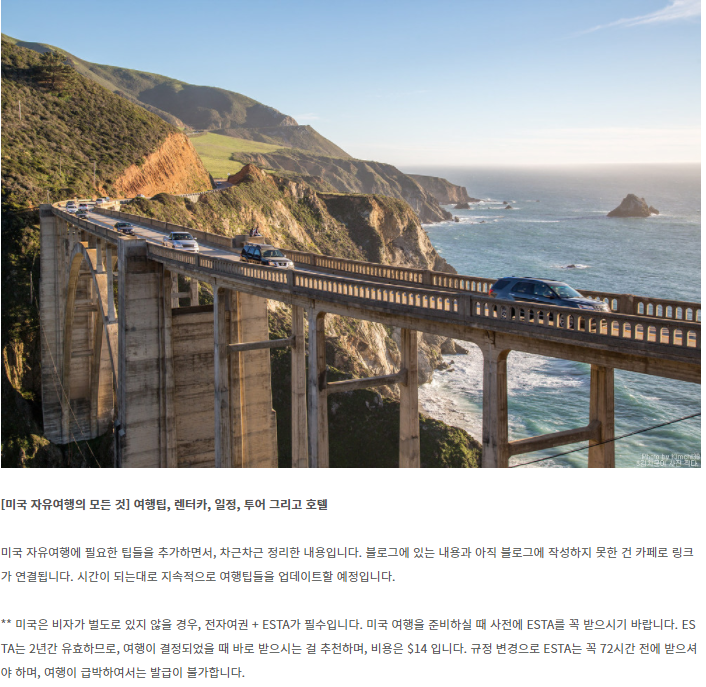 Photo by Kimchi39
[미국 자유여행의 모든 것] 여행팁, 렌터카, 일정, 투어 그리고 호텔
미국 자유여행에 필요한 팁들을 추가하면서, 차근차근 정리한 내용입니다. 블로그에 있는 내용과 아직 블로그에 작성하지 못한 건 카페로 링크
가 연결됩니다. 시간이 되는대로 지속적으로 여행팁들을 업데이트할 예정입니다.
** 미국은 비자가 별도로 있지 않을 경우, 전자여권 + ESTA가 필수입니다. 미국 여행을 준비하실 때 사전에 ESTA를 꼭 받으시기 바랍니다. ES
TA는 2년간 유효하므로, 여행이 결정되었을 때 바로 받으시는 걸 추천하며, 비용은 $14 입니다. 규정 변경으로 ESTA는 꼭 72시간 전에 받으셔
야 하며, 여행이 급박하여서는 발급이 불가합니다.